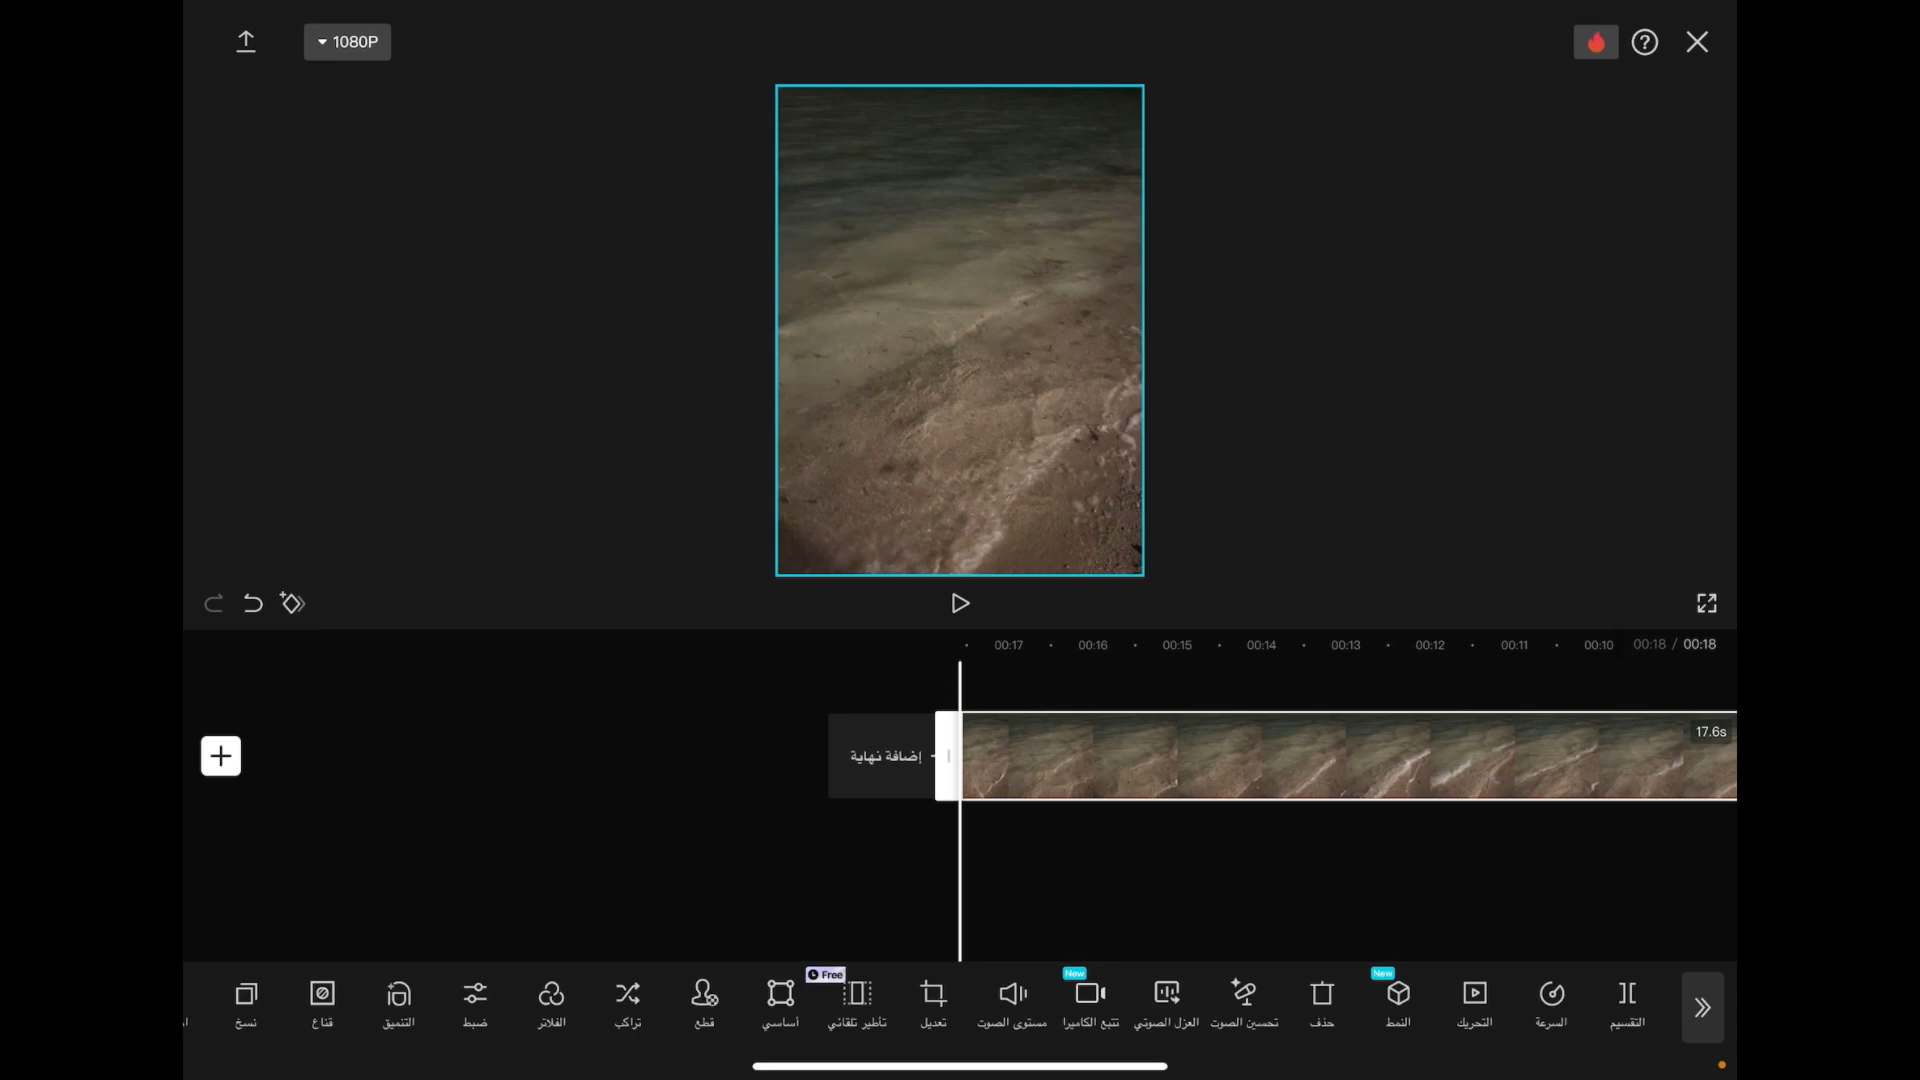 1080P
00:17
00:16
00:15
00:14
00:13
00:12
00:11
00:10
00:18 / 00:18
إضافة نهاية
17.6s
Free
New
New
نسخ
قناع
التنميق
ضبط
الفلاتر
تراكب
قطع
أساسي
تأطير تلقائي
تعديل
مستوى الصوت
تتبع الكاميرا
العزل الصوتي
تحسين الصوت
حذف
النمط
التحريك
السرعة
التقسيم